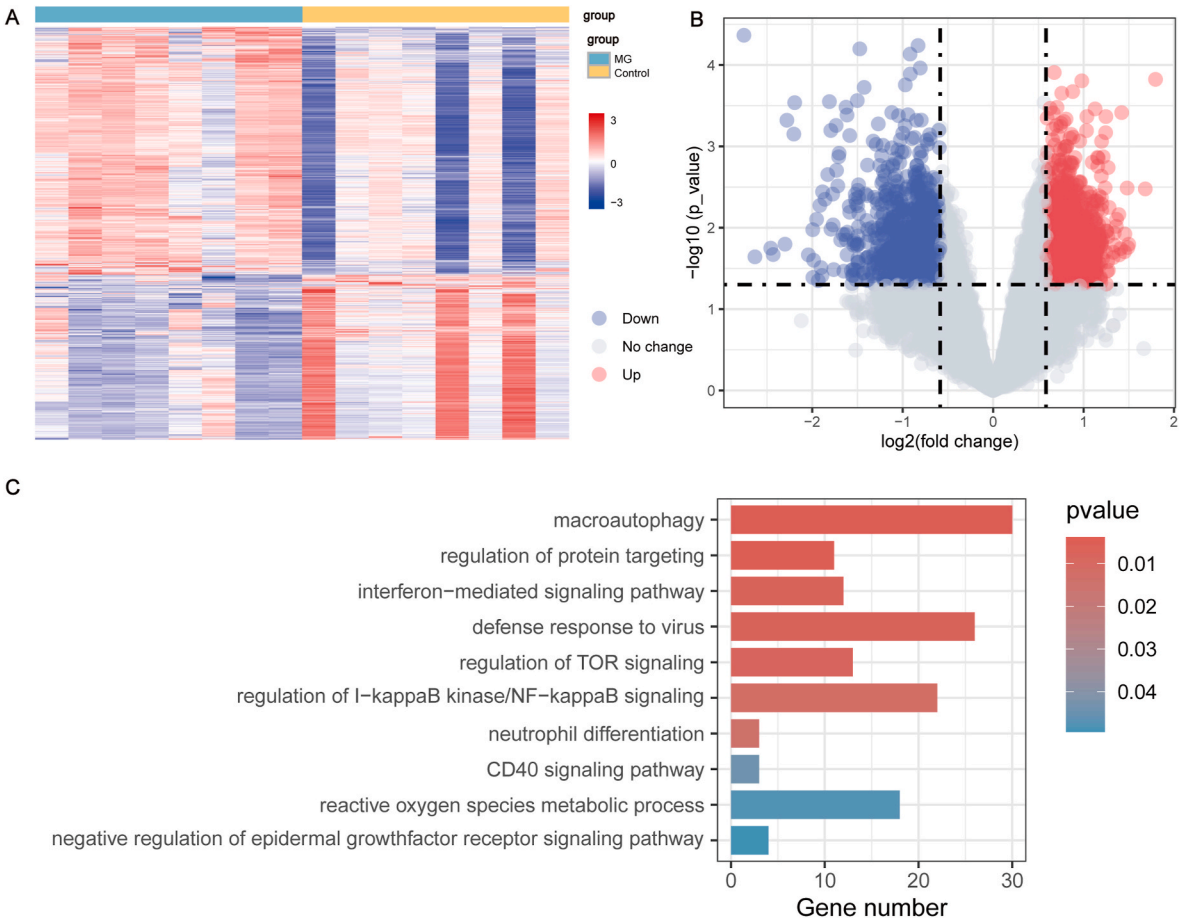 A
group
group
MG
Control
3
0
−3
Down
No change
Up
B
4
3
2
1
0
−log10 (p_value)
−2
−1
0
1
2
log2(fold change)
C
macroautophagy
regulation of protein targeting
interferon−mediated signaling pathway
defense response to virus
regulation of TOR signaling
regulation of I−kappaB kinase/NF−kappaB signaling
neutrophil differentiation
CD40 signaling pathway
reactive oxygen species metabolic process
negative regulation of epidermal growthfactor receptor signaling pathway
0
10
20
30
Gene number
pvalue
0.01
0.02
0.03
0.04